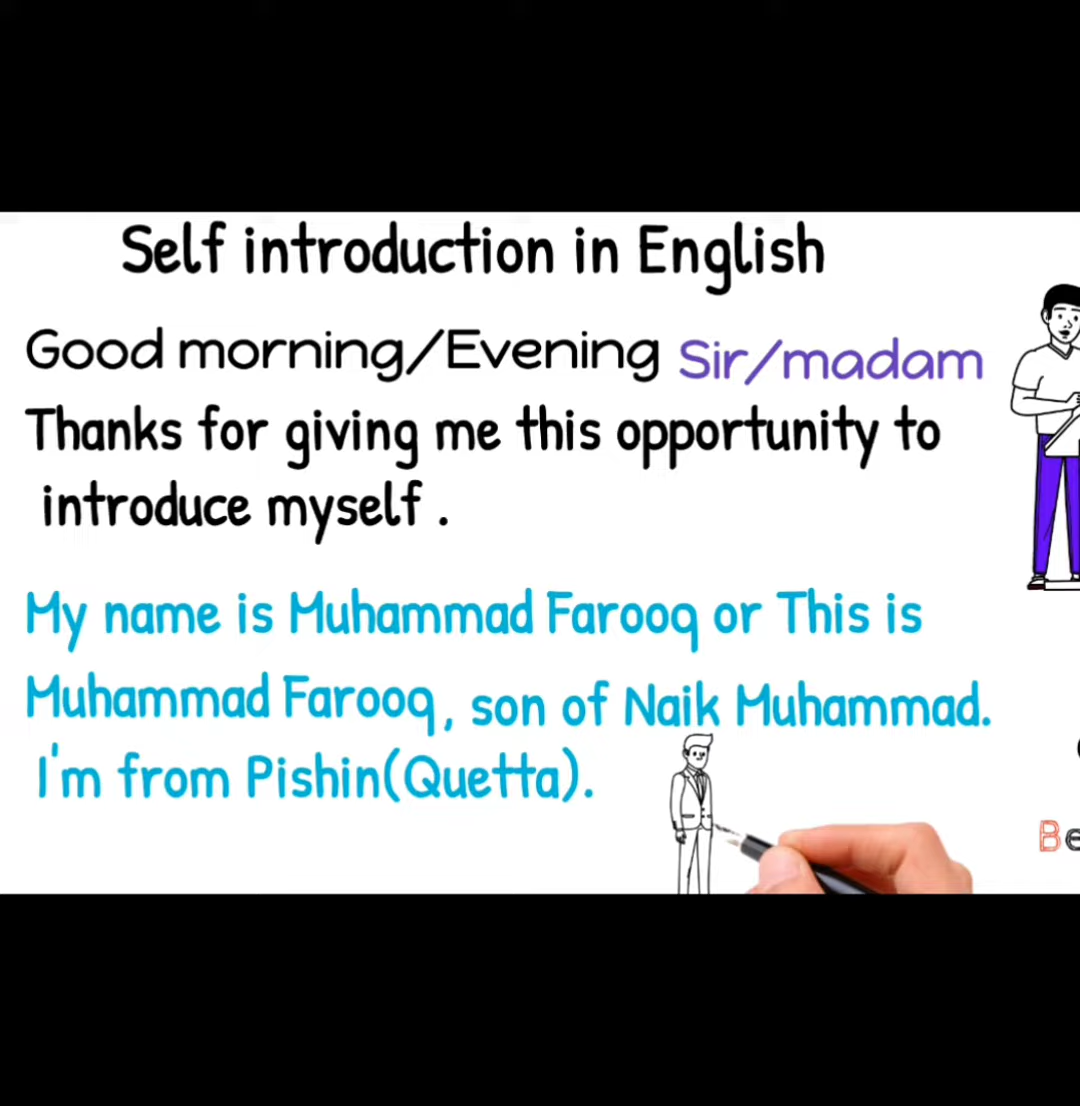 Self introduction in English
Good morning/Evening Sir/madam
Thanks for giving me this opportunity to
introduce myself .
My name is Muhammad Farooq or This is
Muhammad Farooq, son of Naik Muhammad.
I'm from Pishin(Quetta).